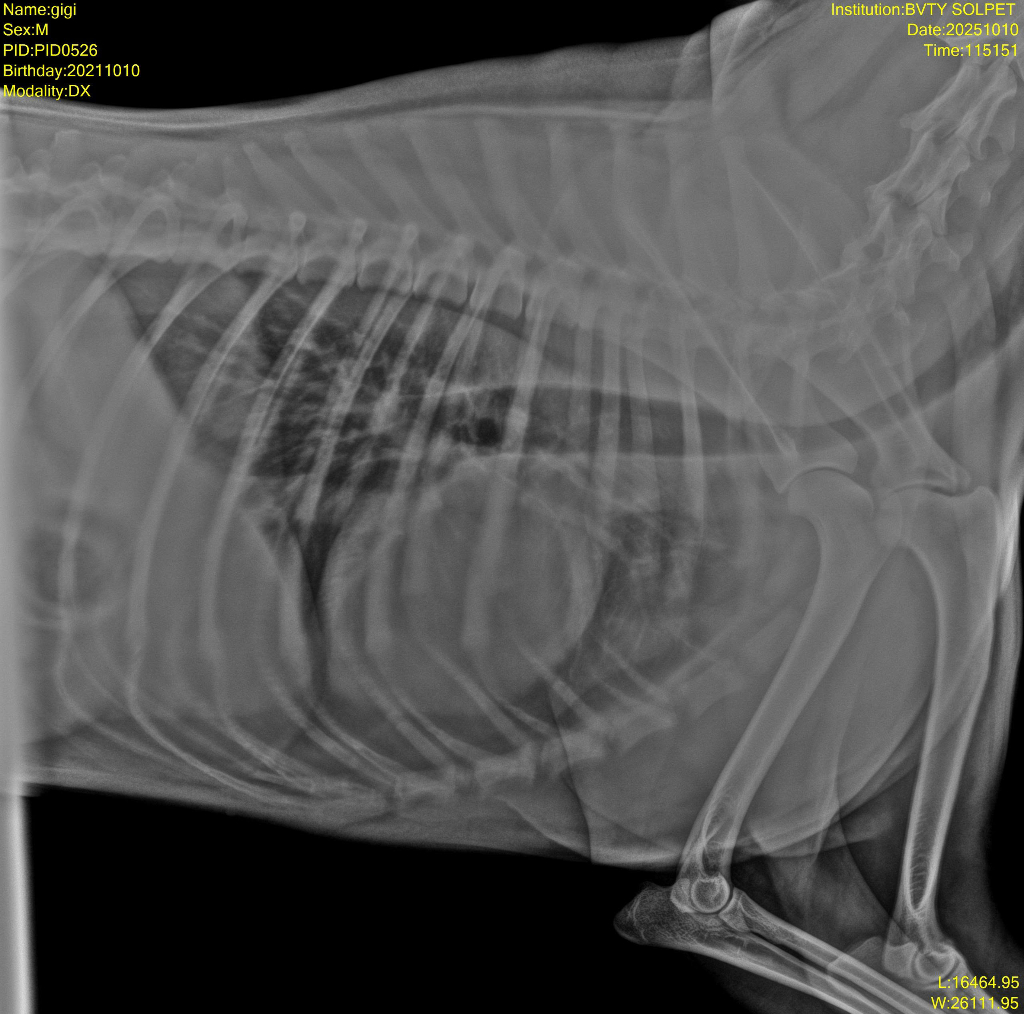 Name:gigi
Sex:M
PID:PID0526
Birthday:20211010
Modality:DX
Institution:BVTY SOLPET
Date:20251010
Time:115151
L:16464.95
W:26111.95